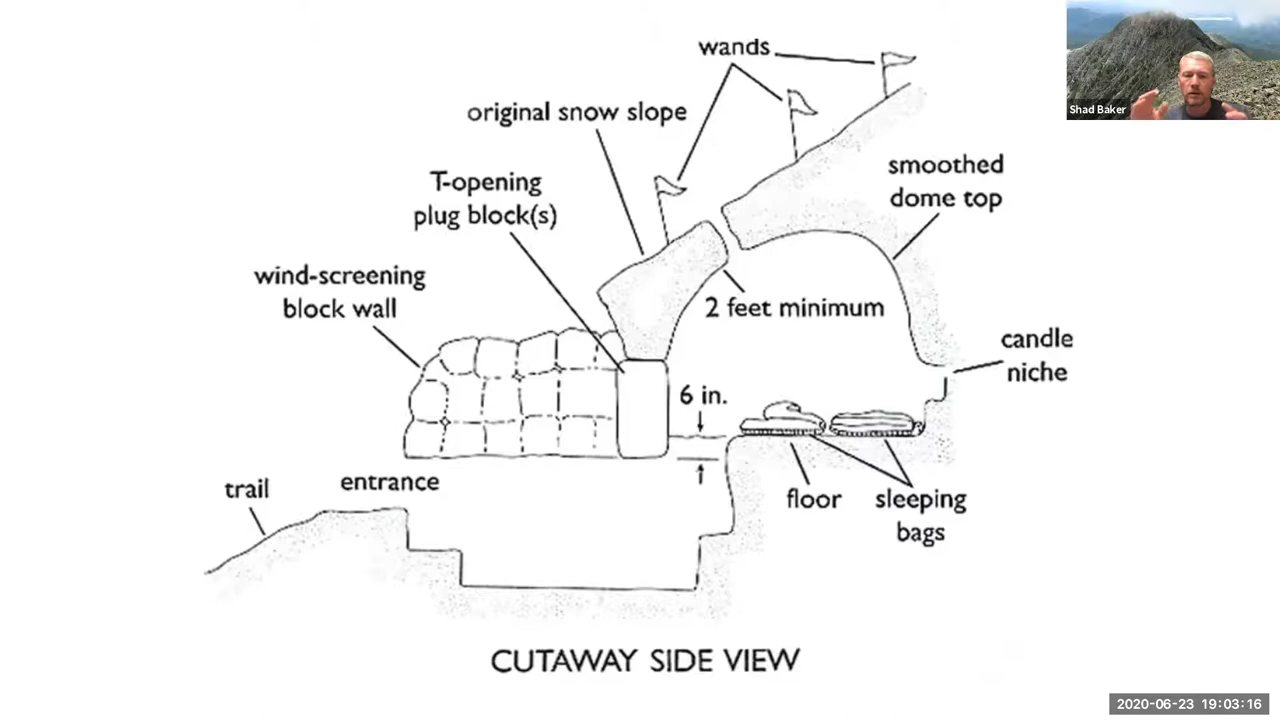 wands
original snow slope
T-opening
plug block(s)
smoothed
dome top
wind-screening
block wall
2 feet minimum
candle
niche
6 in.
trail
entrance
floor
sleeping
bags
CUTAWAY SIDE VIEW
Shad Baker
2020-06-23 19:03:16